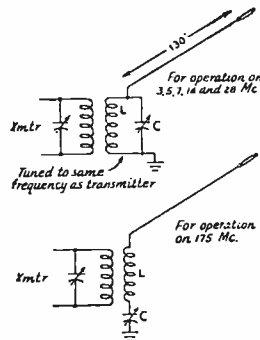 130'
For operation on
3.5, 7, 14 and 28 Mc
L
Xmtr
C
Tuned to same
frequency as transmitter
For operation
on 1.75 Mc.
Xmtr
L
C